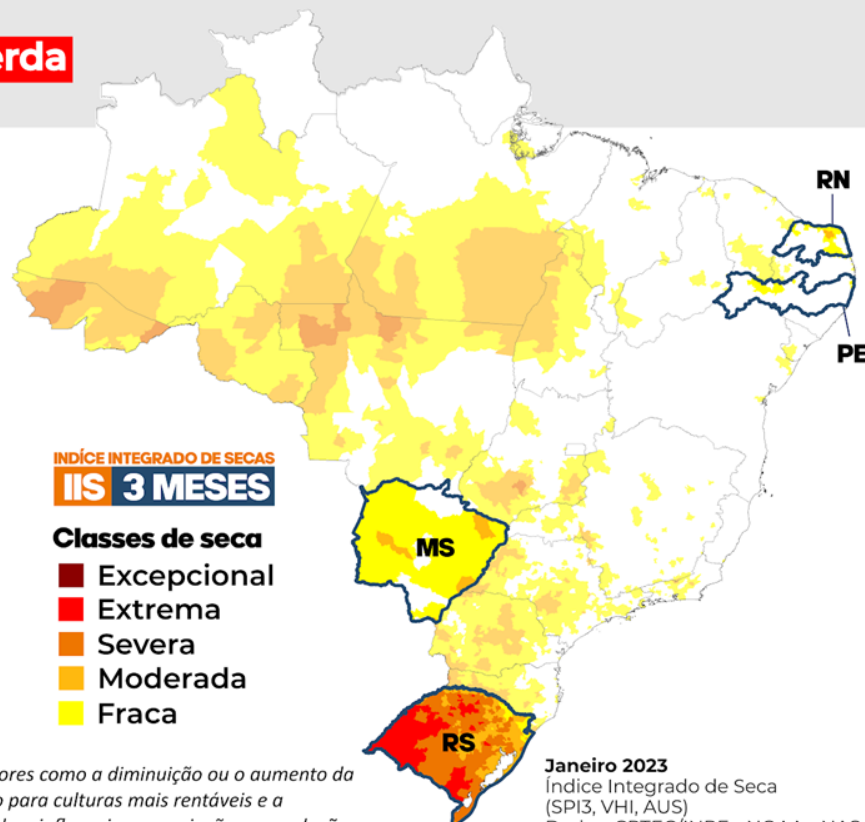 RN
PE
INDÍCE INTEGRADO DE SECAS
IIS 3 MESES
Classes de seca
Excepcional
Extrema
Severa
Moderada
Fraca
MS
RS
ores como a diminuição ou o aumento da
para culturas mais rentáveis e a
Janeiro 2023
Índice Integrado de Seca
(SPI3, VHI, AUS)